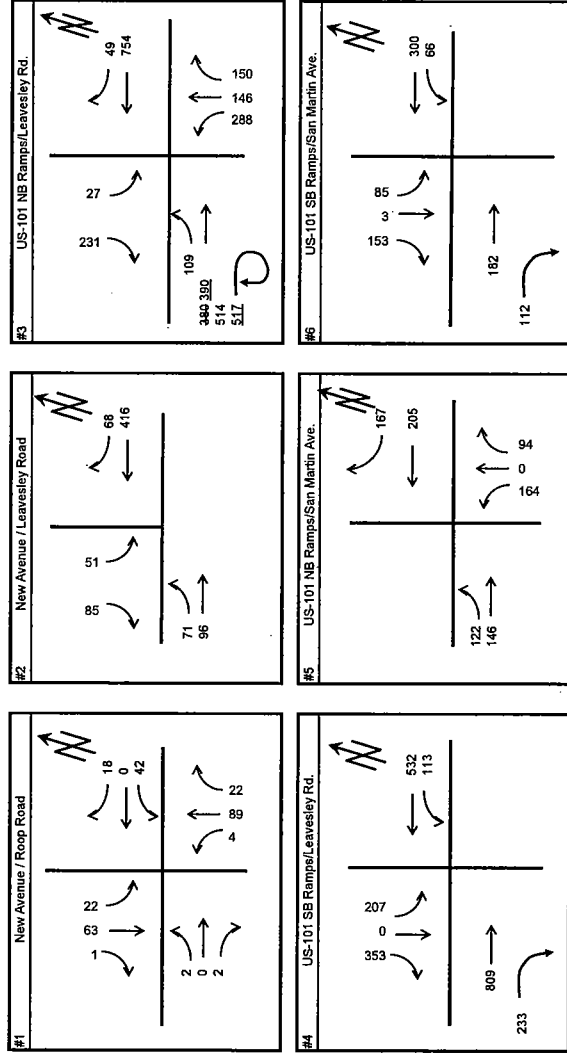 #1 New Avenue / Roop Road
1 63 22
18
0
42
2
0
2
4 89 22
#2 New Avenue / Leavesley Road
85 51
68
416
71
96
#3 US-101 NB Ramps/Leavesley Rd.
231 27
49
754
109
380 390
514
517
288 146 150
#4 US-101 SB Ramps/Leavesley Rd.
353 0 207
532
113
809
233
#5 US-101 NB Ramps/San Martin Ave.
167
205
122
146
164 0 94
#6 US-101 SB Ramps/San Martin Ave.
153 3 85
300
66
182
112